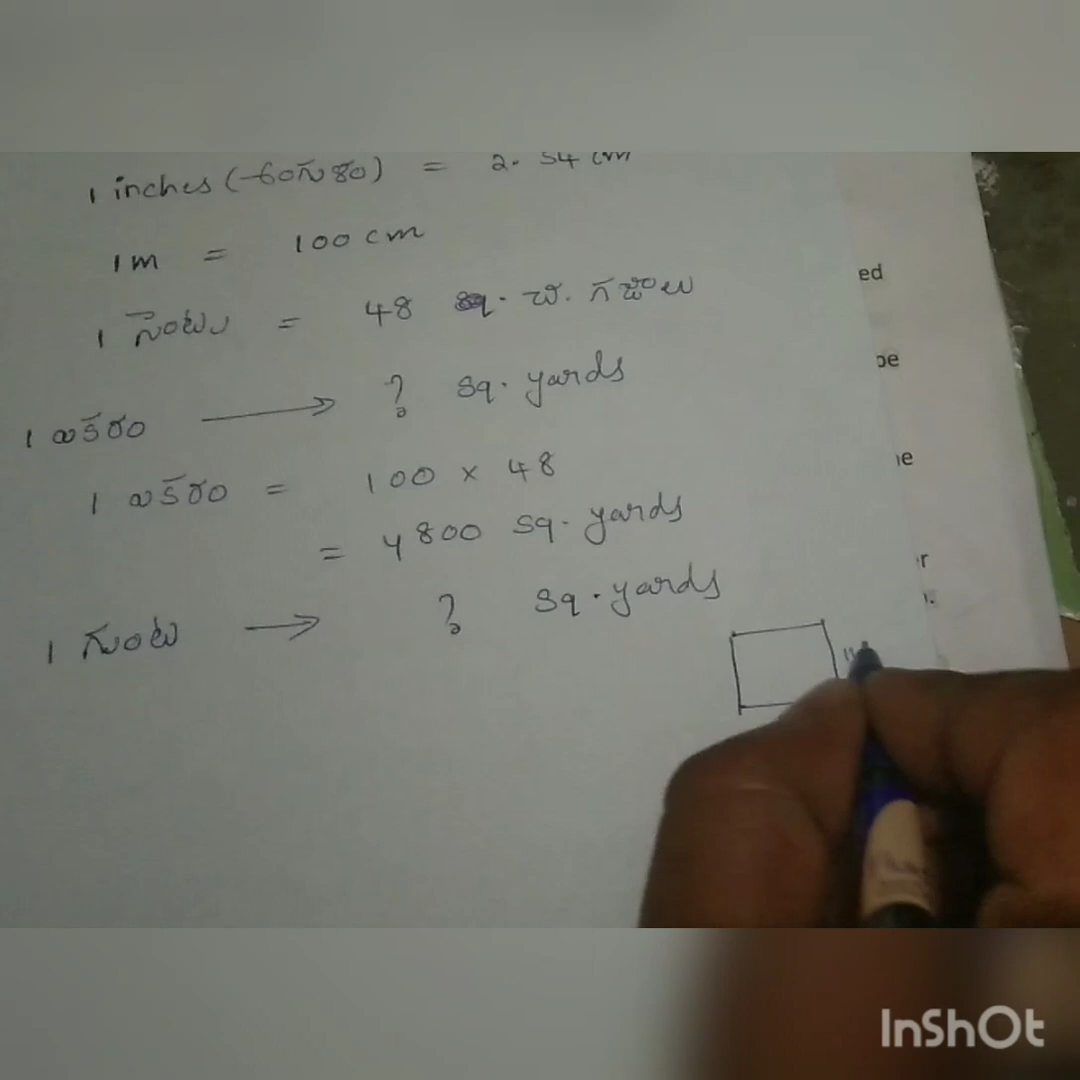 1 inches (అంగుళం) = 2.54 cm
1m = 100 cm
1 సెంటు = 48 చ. గజాలు
1 ఎకరం → ? sq. yards
1 ఎకరం = 100 x 48
= 4800 sq. yards
1 గుంట → ? sq. yards
ed
InShOt